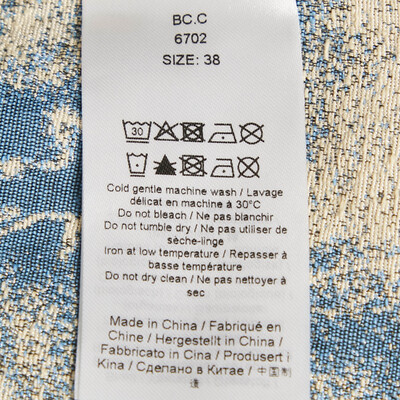 BC.C
6702
SIZE: 38
30
Cold gentle machine wash / Lavage
délicat en machine à 30°C
Do not bleach / Ne pas blanchir
Do not tumble dry / Ne pas utiliser de
sèche-linge
Iron at low temperature / Repasser à
basse température
Do not dry clean / Ne pas nettoyer à
sec
Made in China / Fabriqué en
Chine / Hergestellt in China /
Fabbricato in Cina / Produsert i
Kina / Сделано в Китае / 中国制
造